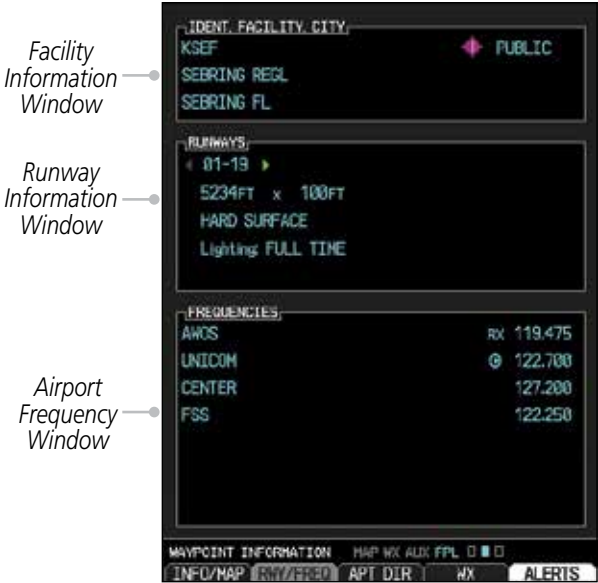 Facility
Information
Window
IDENT, FACILITY, CITY
KSEF PUBLIC
SEBRING REGL
SEBRING FL
Runway
Information
Window
RUNWAYS
01-19
5234FT x 100FT
HARD SURFACE
Lighting: FULL TIME
Airport
Frequency
Window
FREQUENCIES
AWOS RX 119.475
UNICOM C 122.700
CENTER 127.200
FSS 122.250
WAYPOINT INFORMATION MAP WX AUX FPL
INFO/MAP RWY/FREQ APT DIR WX ALERTS